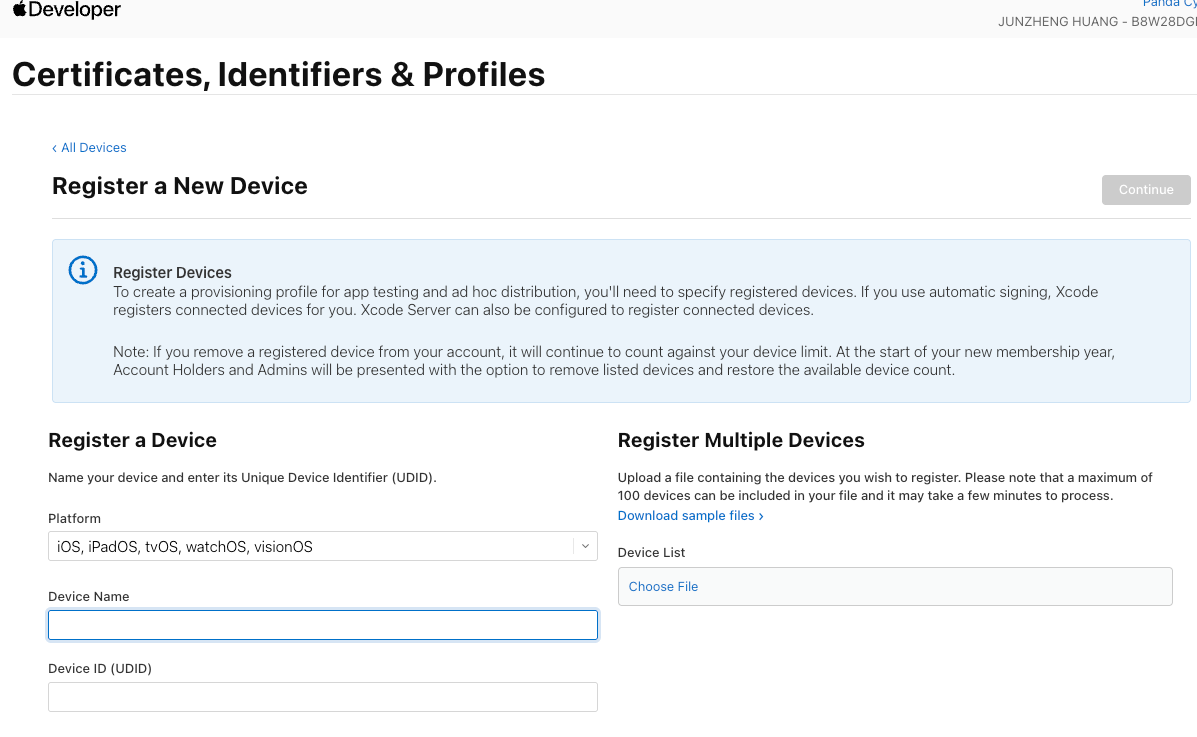 Developer
Panda
JUNZHENG HUANG -
Certificates, Identifiers & Profiles
‹ All Devices
Register a New Device
Continue
Register Devices
To create a provisioning profile for app testing and ad hoc distribution, you'll need to specify registered devices. If you use automatic signing, Xcode
registers connected devices for you. Xcode Server can also be configured to register connected devices.
Note: If you remove a registered device from your account, it will continue to count against your device limit. At the start of your new membership year,
Account Holders and Admins will be presented with the option to remove listed devices and restore the available device count.
Register a Device
Name your device and enter its Unique Device Identifier (UDID).
Platform
iOS, iPadOS, tvOS, watchOS, visionOS
Device Name
Device ID (UDID)
Register Multiple Devices
Upload a file containing the devices you wish to register. Please note that a maximum of
100 devices can be included in your file and it may take a few minutes to process.
Download sample files ›
Device List
Choose File